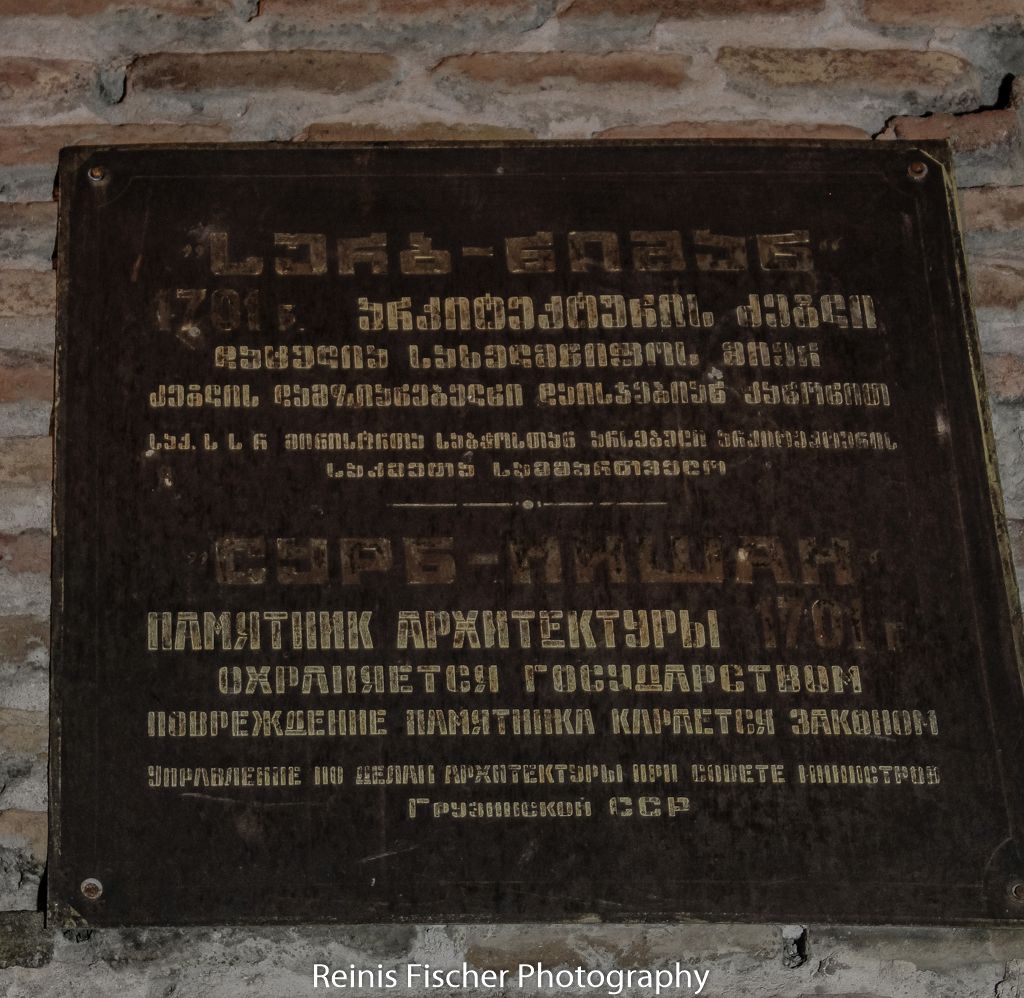 „სურბ-ნიშან“
1701 წ. არქიტექტურის ძეგლი
დაცულია სახელმწიფოს მიერ
ძეგლის დამზიანებელნი დაისჯებიან კანონით
საქ. ს ს რ მინისტრთა საბჭოსთან არსებული არქიტექტურის
საქმეთა სამმართველო
„СУРБ-НИШАН“
ПАМЯТНИК АРХИТЕКТУРЫ 1701 г.
ОХРАНЯЕТСЯ ГОСУДАРСТВОМ
ПОВРЕЖДЕНИЕ ПАМЯТНИКА КАРАЕТСЯ ЗАКОНОМ
УПРАВЛЕНИЕ ПО ДЕЛАМ АРХИТЕКТУРЫ ПРИ СОВЕТЕ МИНИСТРОВ
ГРУЗИНСКОЙ ССР
Reinis Fischer Photography